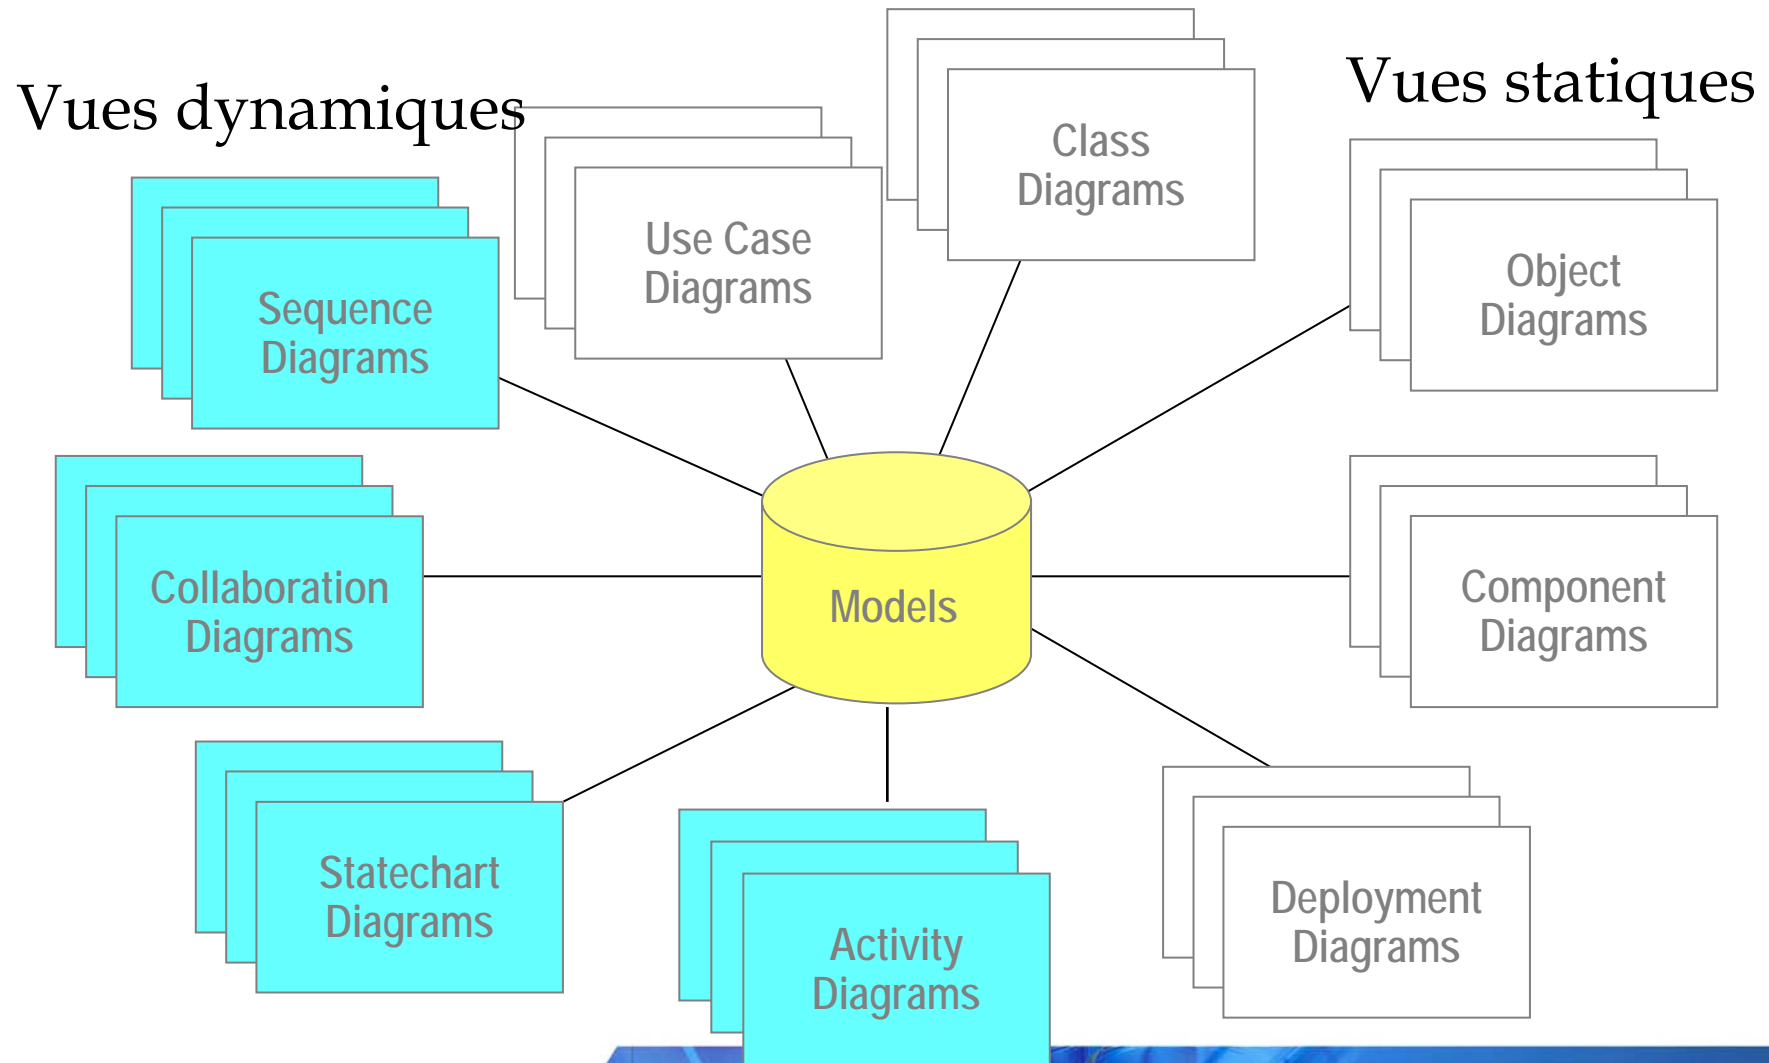 Vues dynamiques
Vues statiques
Class
Diagrams
Use Case
Diagrams
Object
Diagrams
Sequence
Diagrams
Collaboration
Diagrams
Models
Component
Diagrams
Statechart
Diagrams
Activity
Diagrams
Deployment
Diagrams